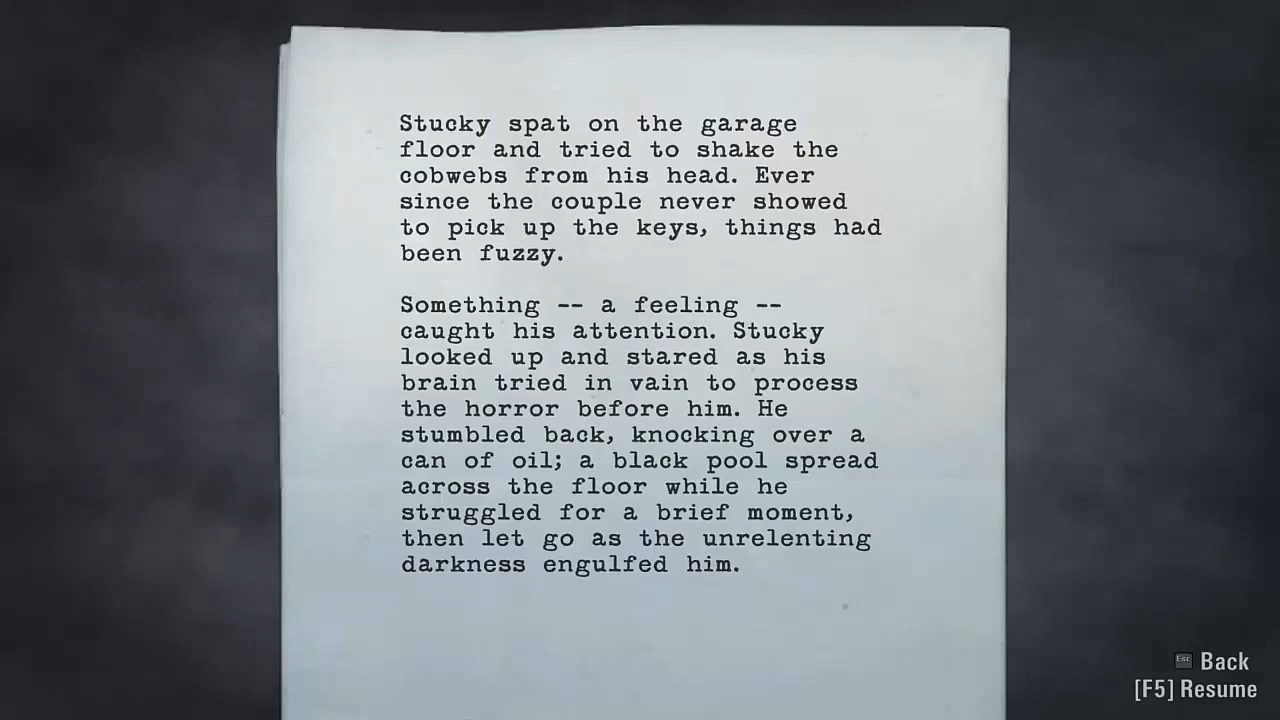 Stucky spat on the garage
floor and tried to shake the
cobwebs from his head. Ever
since the couple never showed
to pick up the keys, things had
been fuzzy.
Something -- a feeling --
caught his attention. Stucky
looked up and stared as his
brain tried in vain to process
the horror before him. He
stumbled back, knocking over a
can of oil; a black pool spread
across the floor while he
struggled for a brief moment,
then let go as the unrelenting
darkness engulfed him.
Esc Back
[F5] Resume